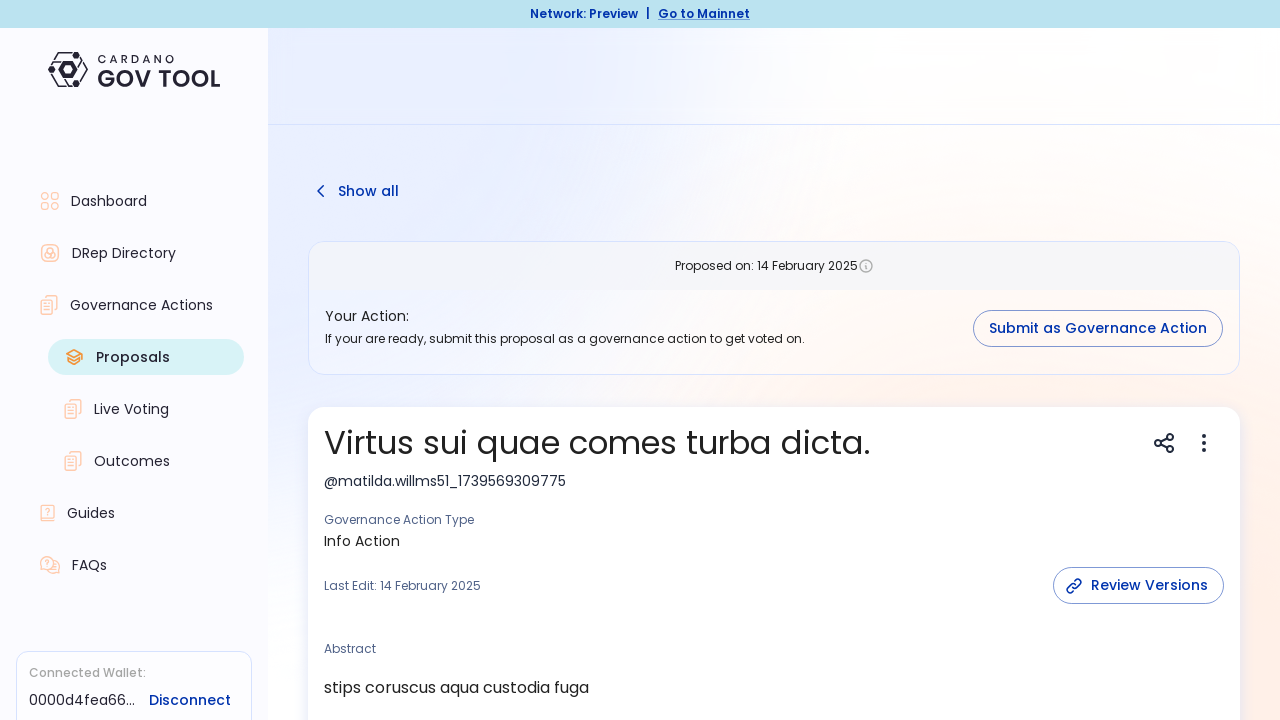 Network: Preview | Go to Mainnet
CARDANO
GOV TOOL
Dashboard
DRep Directory
Governance Actions
Proposals
Live Voting
Outcomes
Guides
FAQs
Connected Wallet:
0000d4fea66... Disconnect
Show all
Proposed on: 14 February 2025
Your Action:
If your are ready, submit this proposal as a governance action to get voted on.
Submit as Governance Action
Virtus sui quae comes turba dicta.
@matilda.willms51_1739569309775
Governance Action Type
Info Action
Last Edit: 14 February 2025
Review Versions
Abstract
stips coruscus aqua custodia fuga